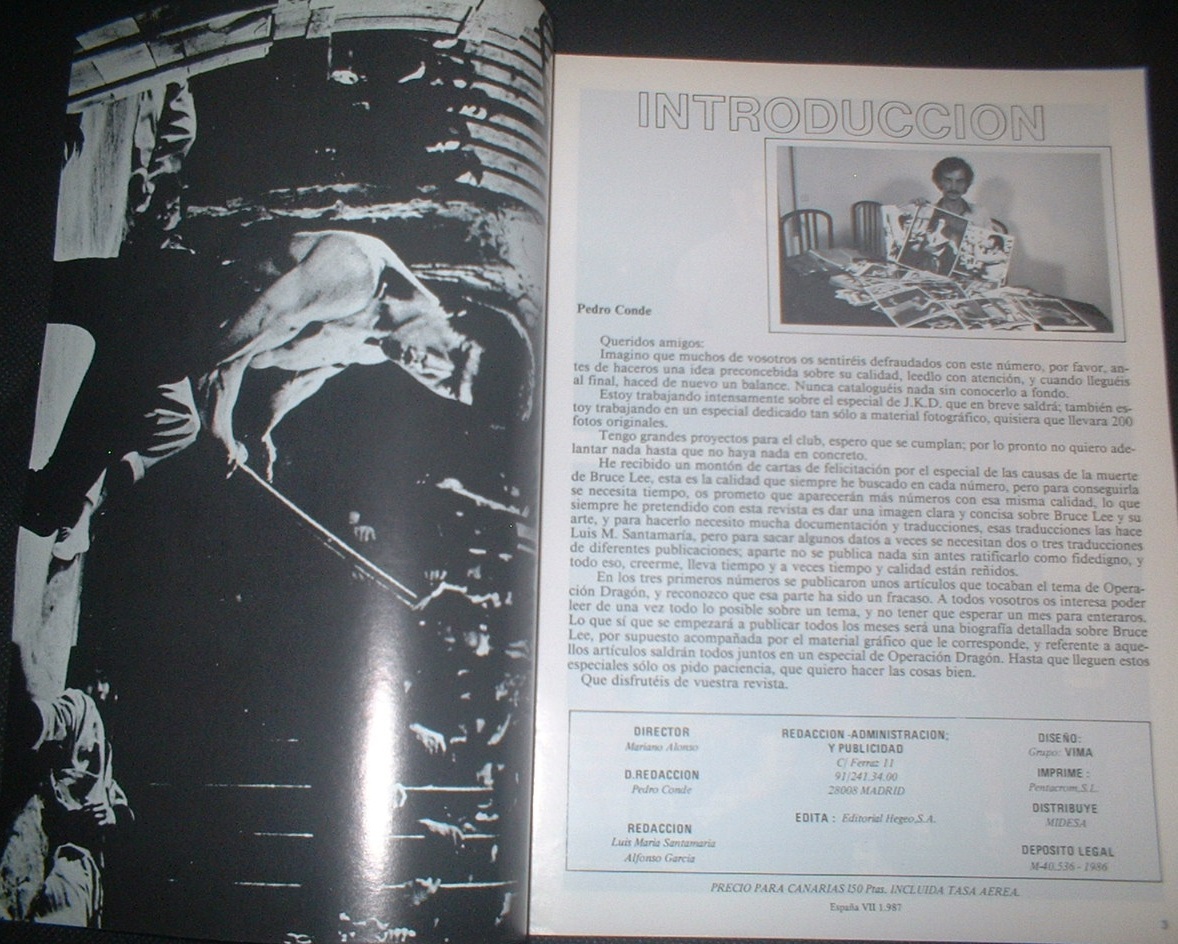 INTRODUCCION
Pedro Conde
Queridos amigos:
Imagino que muchos de vosotros os sentiréis defraudados con este número, por favor, an-
tes de haceros una idea preconcebida sobre su calidad, leedlo con atención, y cuando lleguéis
al final, haced de nuevo un balance. Nunca cataloguéis nada sin conocerlo a fondo.
Estoy trabajando intensamente sobre el especial de J.K.D. que en breve saldrá; también es-
toy trabajando en un especial dedicado tan sólo a material fotográfico, quisiera que llevara 200
fotos originales.
Tengo grandes proyectos para el club, espero que se cumplan; por lo pronto no quiero ade-
lantar nada hasta que no haya nada en concreto.
He recibido un montón de cartas de felicitación por el especial de las causas de la muerte
de Bruce Lee, esta es la calidad que siempre he buscado en cada número, pero para conseguirla
se necesita tiempo, os prometo que aparecerán más números con esa misma calidad, lo que
siempre he pretendido con esta revista es dar una imagen clara y concisa sobre Bruce Lee y su
arte, y para hacerlo necesito mucha documentación y traducciones, esas traducciones las hace
Luis M. Santamaría, pero para sacar algunos datos a veces se necesitan dos o tres traducciones
de diferentes publicaciones; aparte no se publica nada sin antes ratificarlo como fidedigno, y
todo eso, creerme, lleva tiempo y a veces tiempo y calidad están reñidos.
En los tres primeros números se publicaron unos artículos que tocaban el tema de Opera-
ción Dragón, y reconozco que esa parte ha sido un fracaso. A todos vosotros os interesa poder
leer de una vez todo lo posible sobre un tema, y no tener que esperar un mes para enteraros.
Lo que sí que se empezará a publicar todos los meses será una biografía detallada sobre Bruce
Lee, por supuesto acompañada por el material gráfico que le corresponde, y referente a aque-
llos artículos saldrán todos juntos en un especial de Operación Dragón. Hasta que lleguen estos
especiales sólo os pido paciencia, que quiero hacer las cosas bien.
Que disfrutéis de vuestra revista.
DIRECTOR
Mariano Alonso
D.REDACCION
Pedro Conde
REDACCION
Luis Maria Santamaria
Alfonso Garcia
REDACCION -ADMINISTRACION;
Y PUBLICIDAD
C/ Ferraz 11
91/241.34.00
28008 MADRID
EDITA : Editorial Hegeo,S.A.
DISEÑO:
Grupo: VIMA
IMPRIME :
Pentacrom,S.L.
DISTRIBUYE
MIDESA
DEPOSITO LEGAL
M-40.536 - 1986
PRECIO PARA CANARIAS 150 Ptas. INCLUIDA TASA AEREA.
España VII 1.987
3